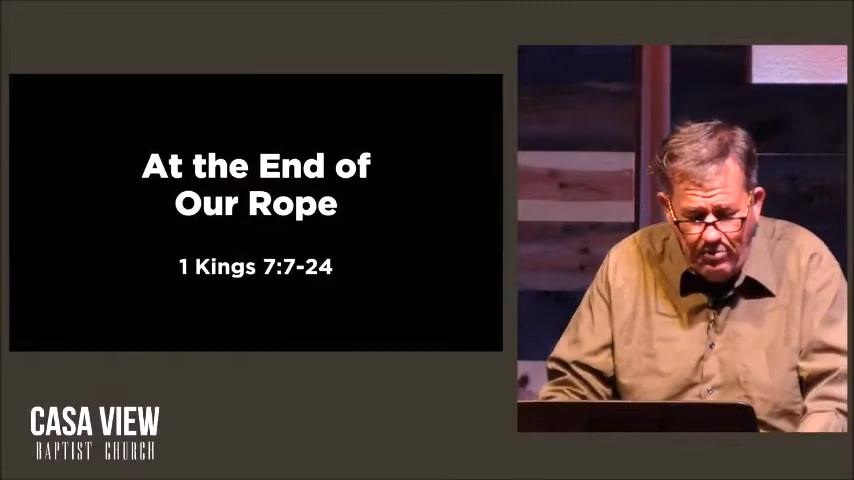 At the End of
Our Rope
1 Kings 7:7-24
CASA VIEW
BAPTIST CHURCH